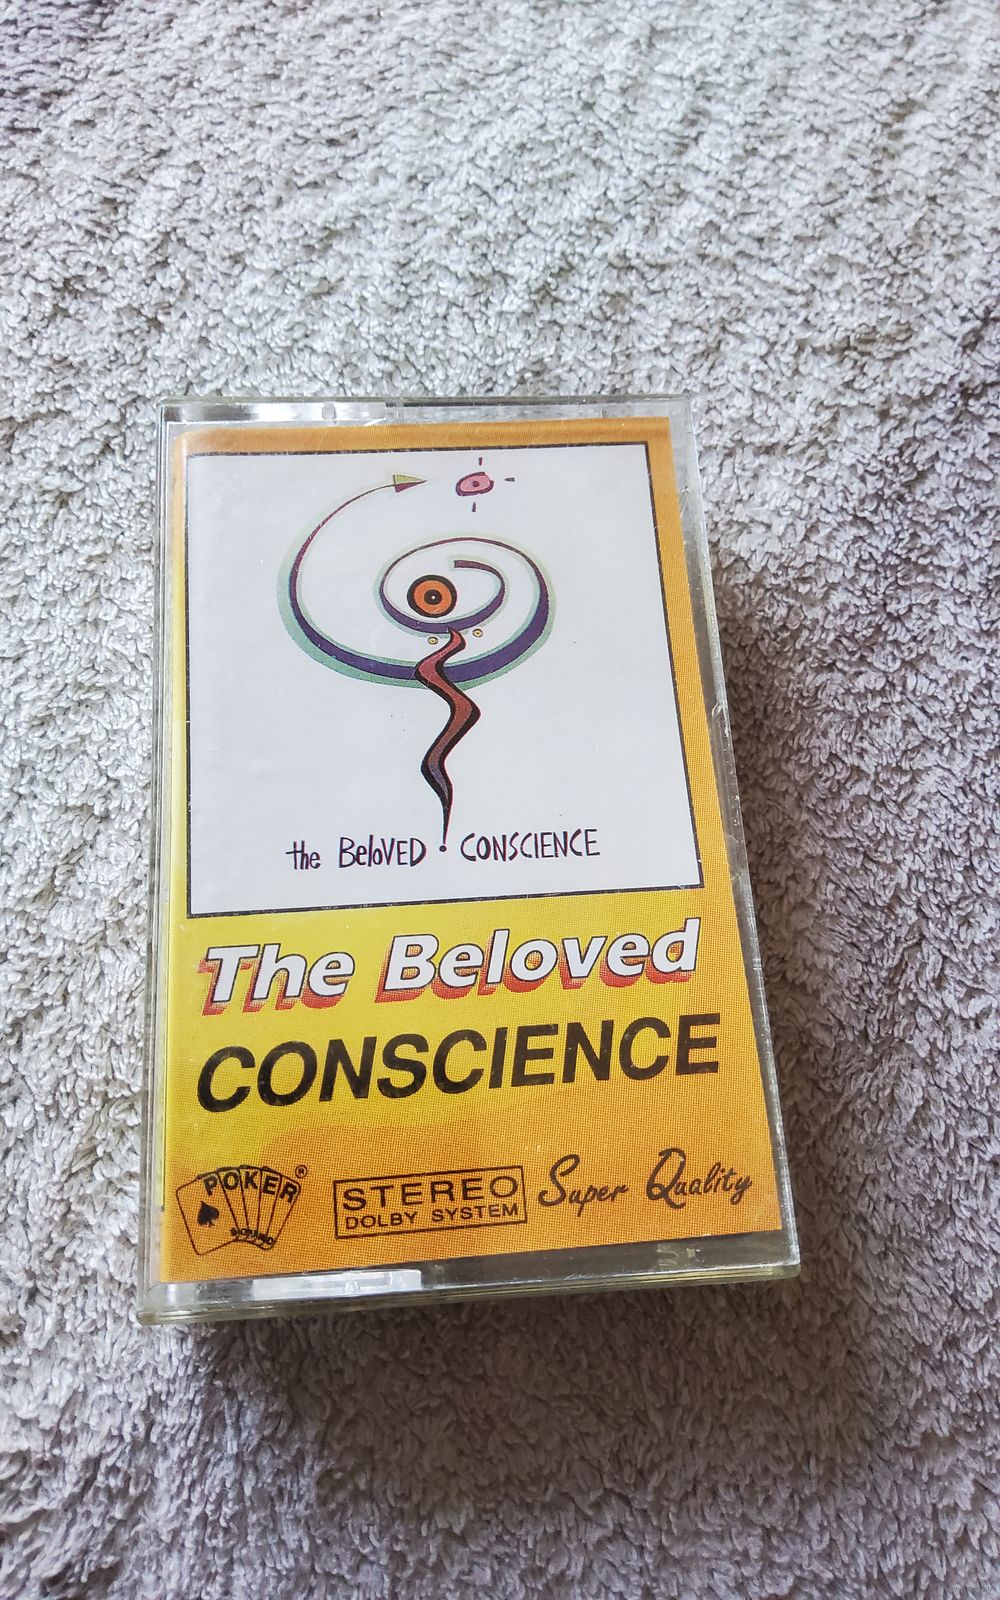 the BeloVED • CONSCIENCE
The Beloved
CONSCIENCE
POKER®
STEREO
DOLBY SYSTEM
Super Quality